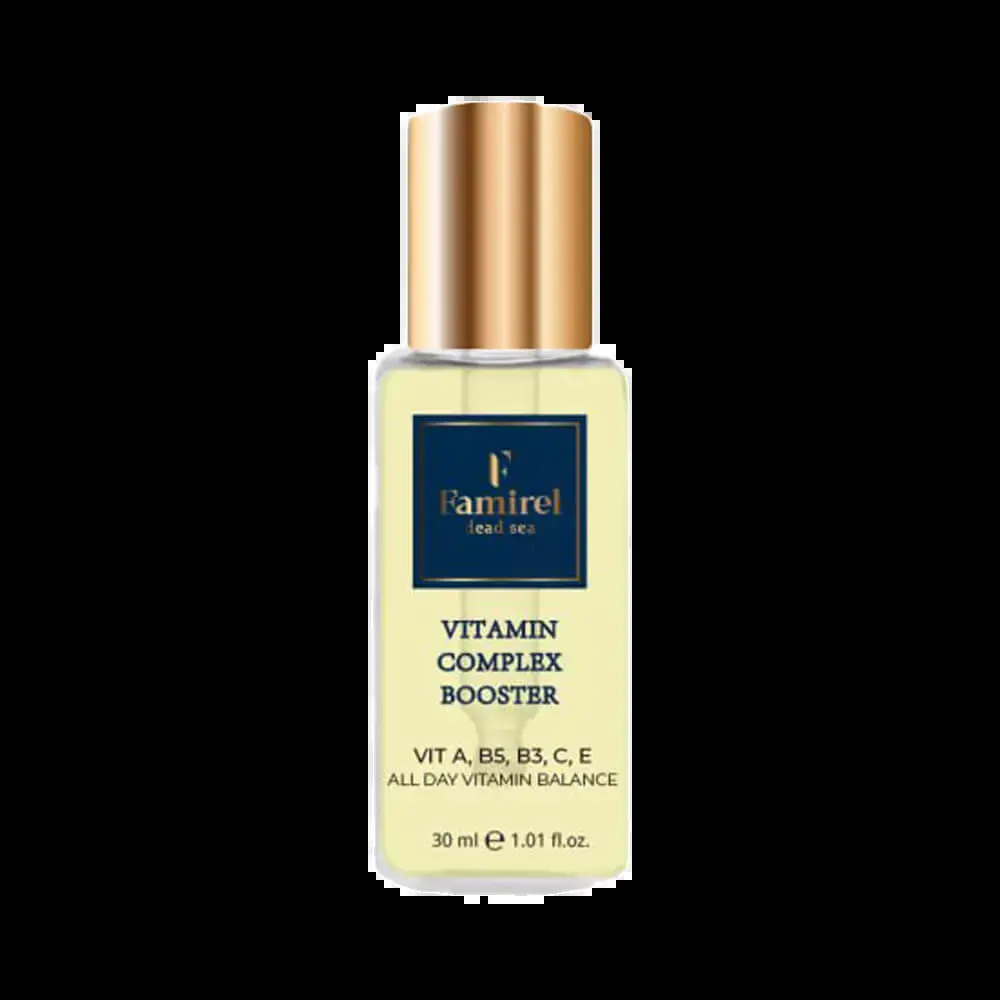 F
Famirel
dead sea
VITAMIN
COMPLEX
BOOSTER
VIT A, B5, B3, C, E
ALL DAY VITAMIN BALANCE
30 ml ℮ 1.01 fl.oz.